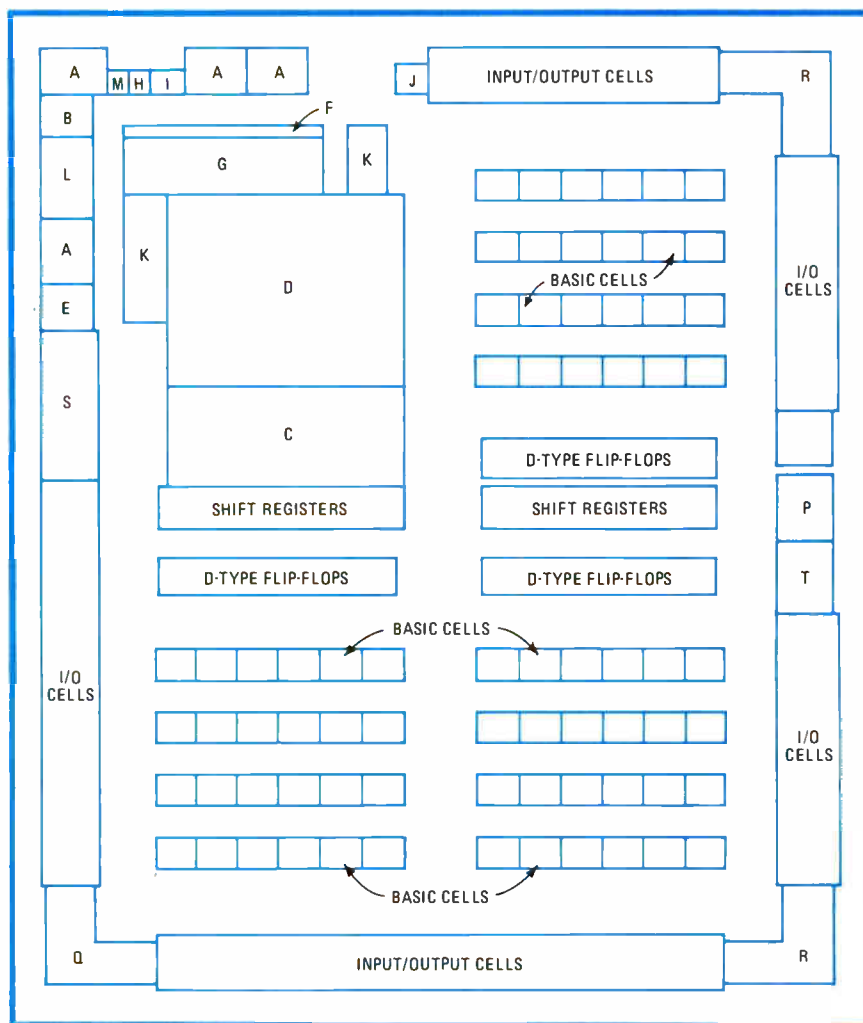 A
M
H
I
A
A
J
INPUT/OUTPUT CELLS
R
B
F
L
G
K
A
K
D
BASIC CELLS
I/O
CELLS
E
S
C
D-TYPE FLIP-FLOPS
SHIFT REGISTERS
SHIFT REGISTERS
P
D-TYPE FLIP-FLOPS
D-TYPE FLIP-FLOPS
T
BASIC CELLS
I/O
CELLS
I/O
CELLS
BASIC CELLS
Q
INPUT/OUTPUT CELLS
R